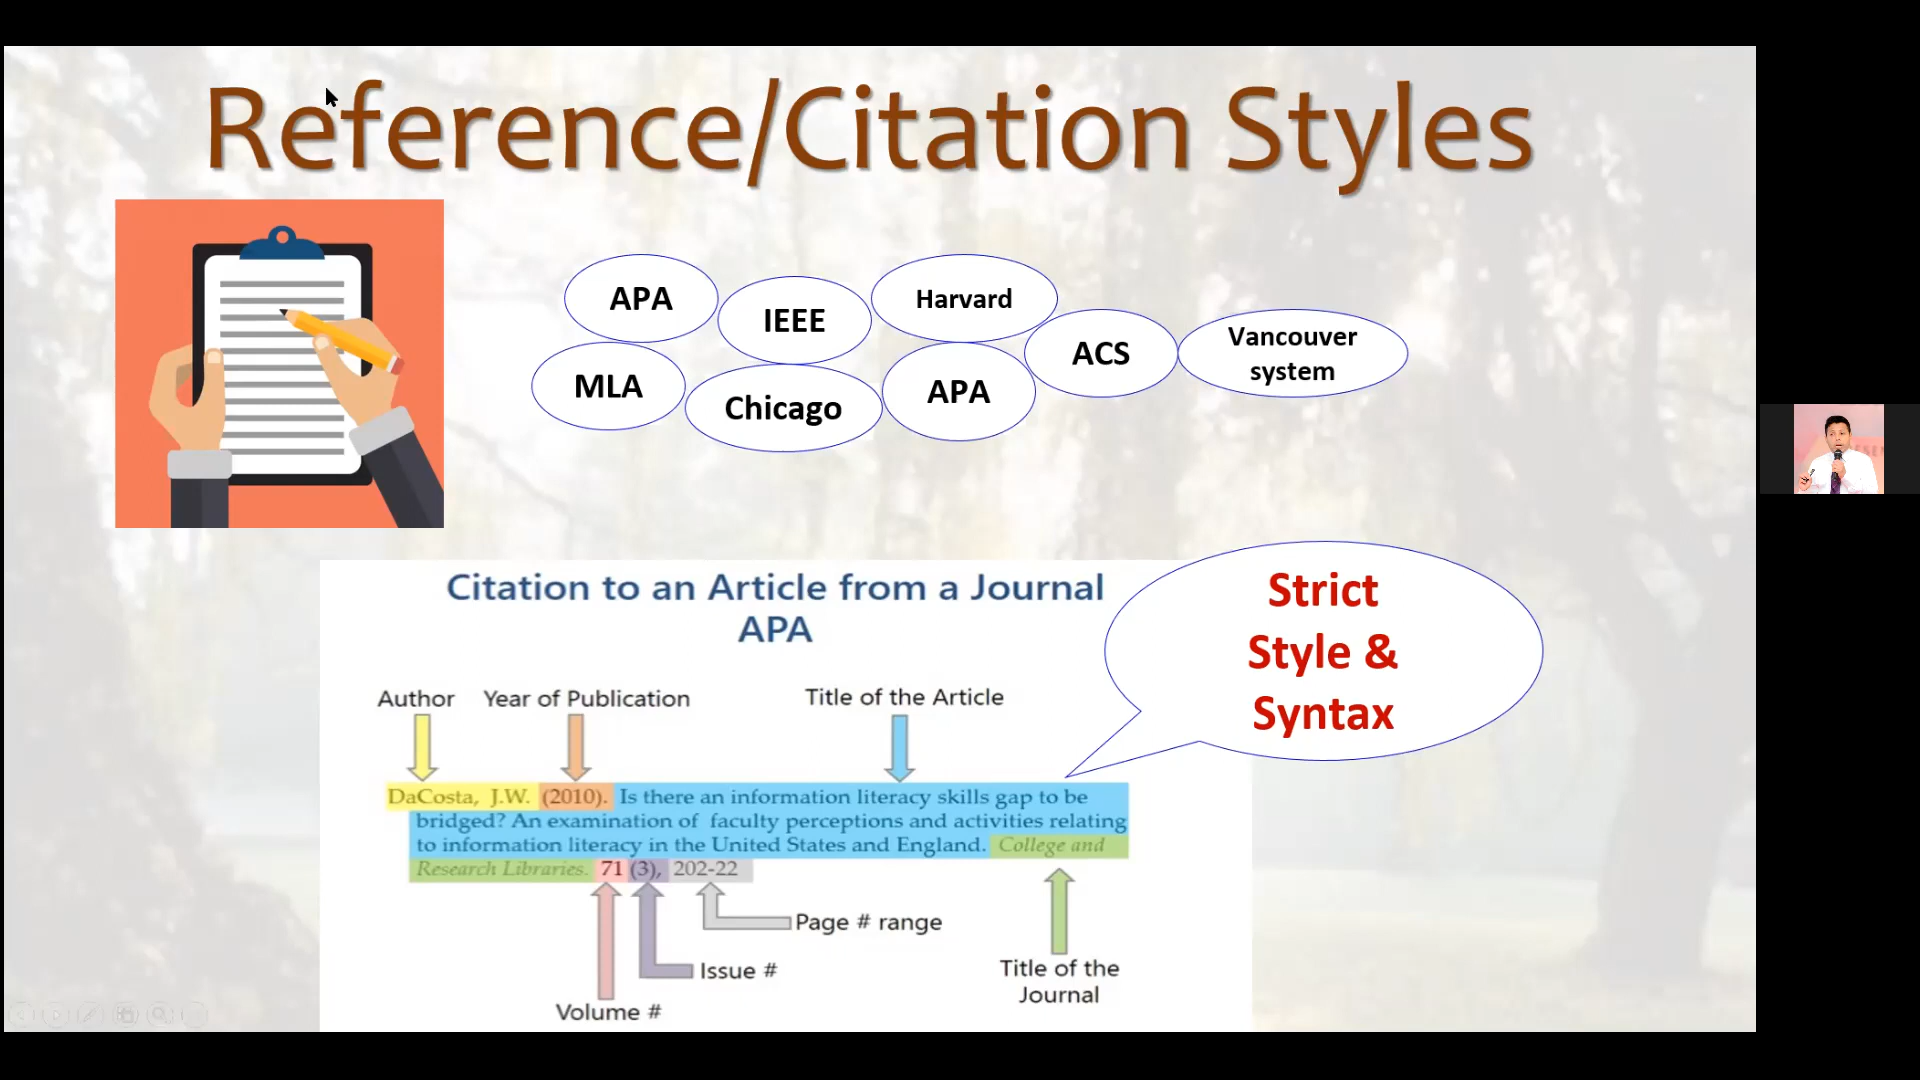 Reference/Citation Styles
APA
IEEE
Harvard
ACS
Vancouver
system
MLA
Chicago
APA
Strict
Style &
Syntax
Citation to an Article from a Journal
APA
Author
Year of Publication
Title of the Article
DaCosta, J.W. (2010). Is there an information literacy skills gap to be
bridged? An examination of faculty perceptions and activities relating
to information literacy in the United States and England. College and
Research Libraries. 71 (3), 202-22
Page # range
Issue #
Volume #
Title of the
Journal